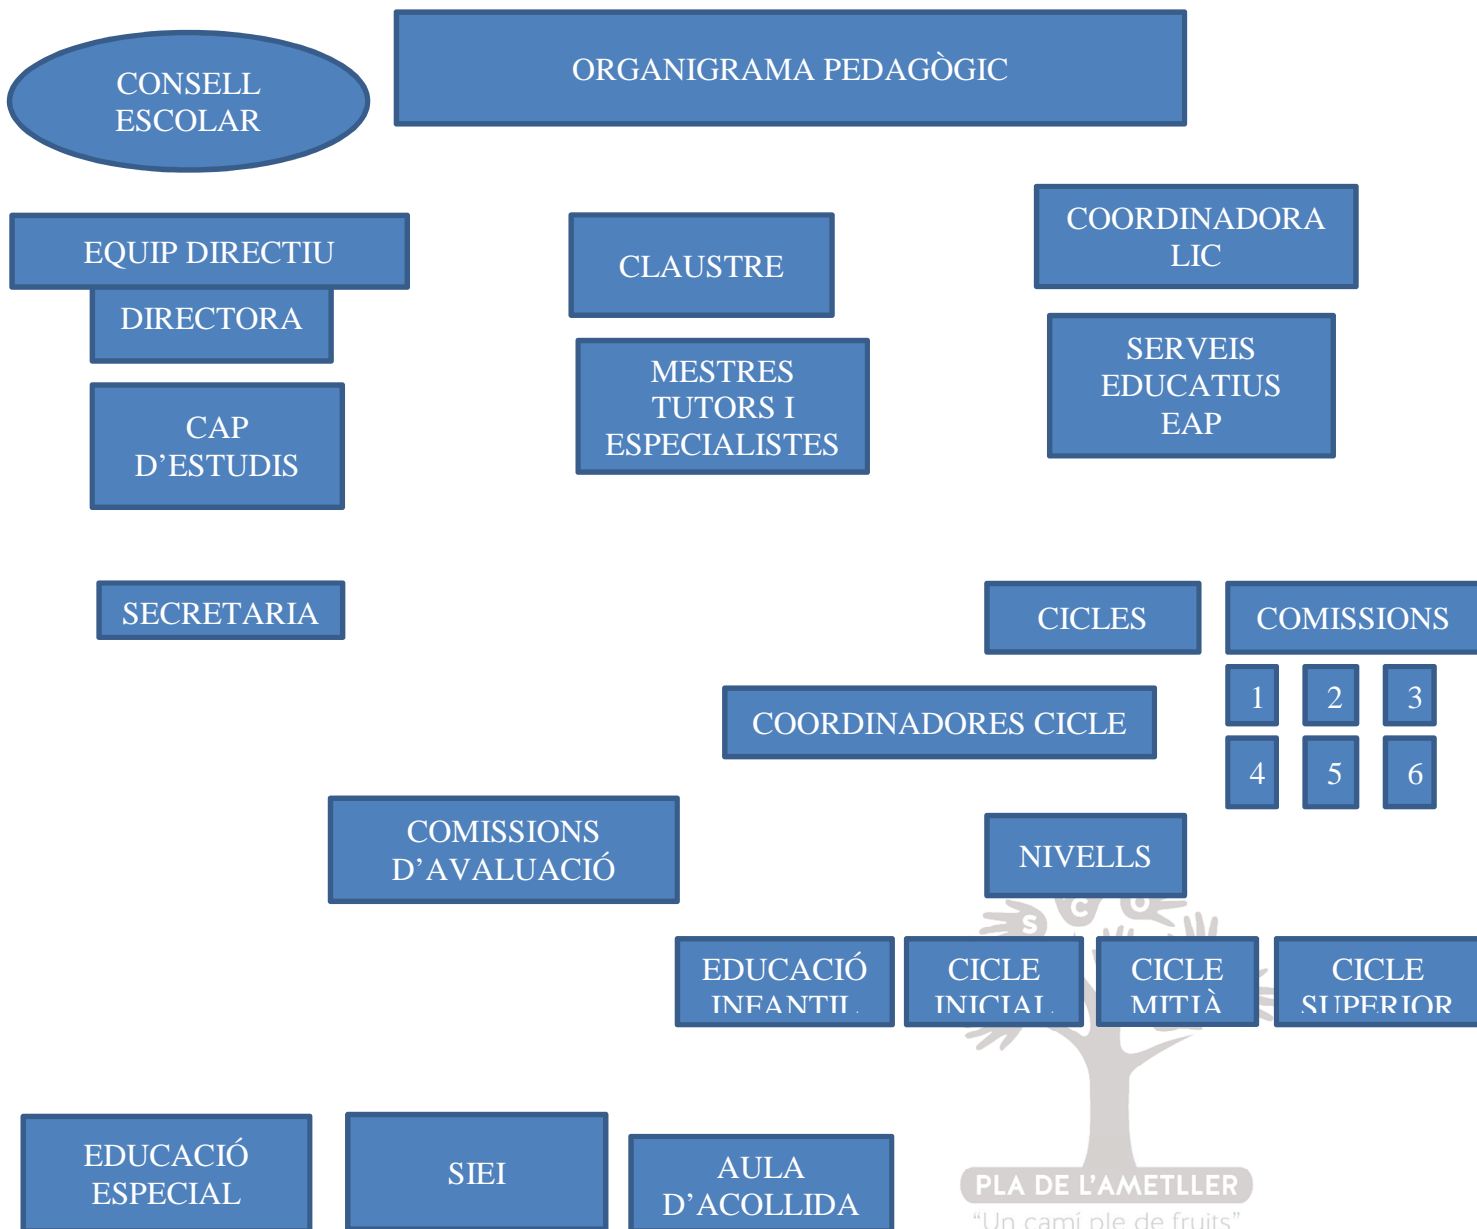 CONSELL
ESCOLAR
ORGANIGRAMA PEDAGÒGIC
EQUIP DIRECTIU
DIRECTORA
CAP
D’ESTUDIS
SECRETARIA
CLAUSTRE
MESTRES
TUTORS I
ESPECIALISTES
COORDINADORA
LIC
SERVEIS
EDUCATIUS
EAP
CICLES
COMISSIONS
1 2 3
4 5 6
COORDINADORES CICLE
COMISSIONS
D’AVALUACIÓ
NIVELLS
S C O
EDUCACIÓ
INFANTIL
CICLE
INICIAL
CICLE
MITJÀ
CICLE
SUPERIOR
EDUCACIÓ
ESPECIAL
SIEI
AULA
D’ACOLLIDA
PLA DE L’AMETLLER
“Un camí ple de fruits”